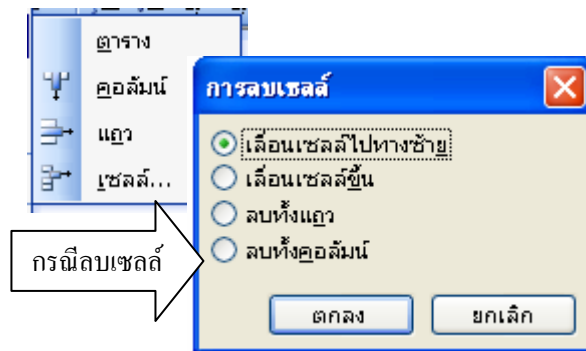 ตาราง
คอลัมน์
แถว
เซลล์...
กรณีลบเซลล์
การลบเซลล์
เลื่อนเซลล์ไปทางซ้าย
เลื่อนเซลล์ขึ้น
ลบทั้งแถว
ลบทั้งคอลัมน์
ตกลง
ยกเลิก